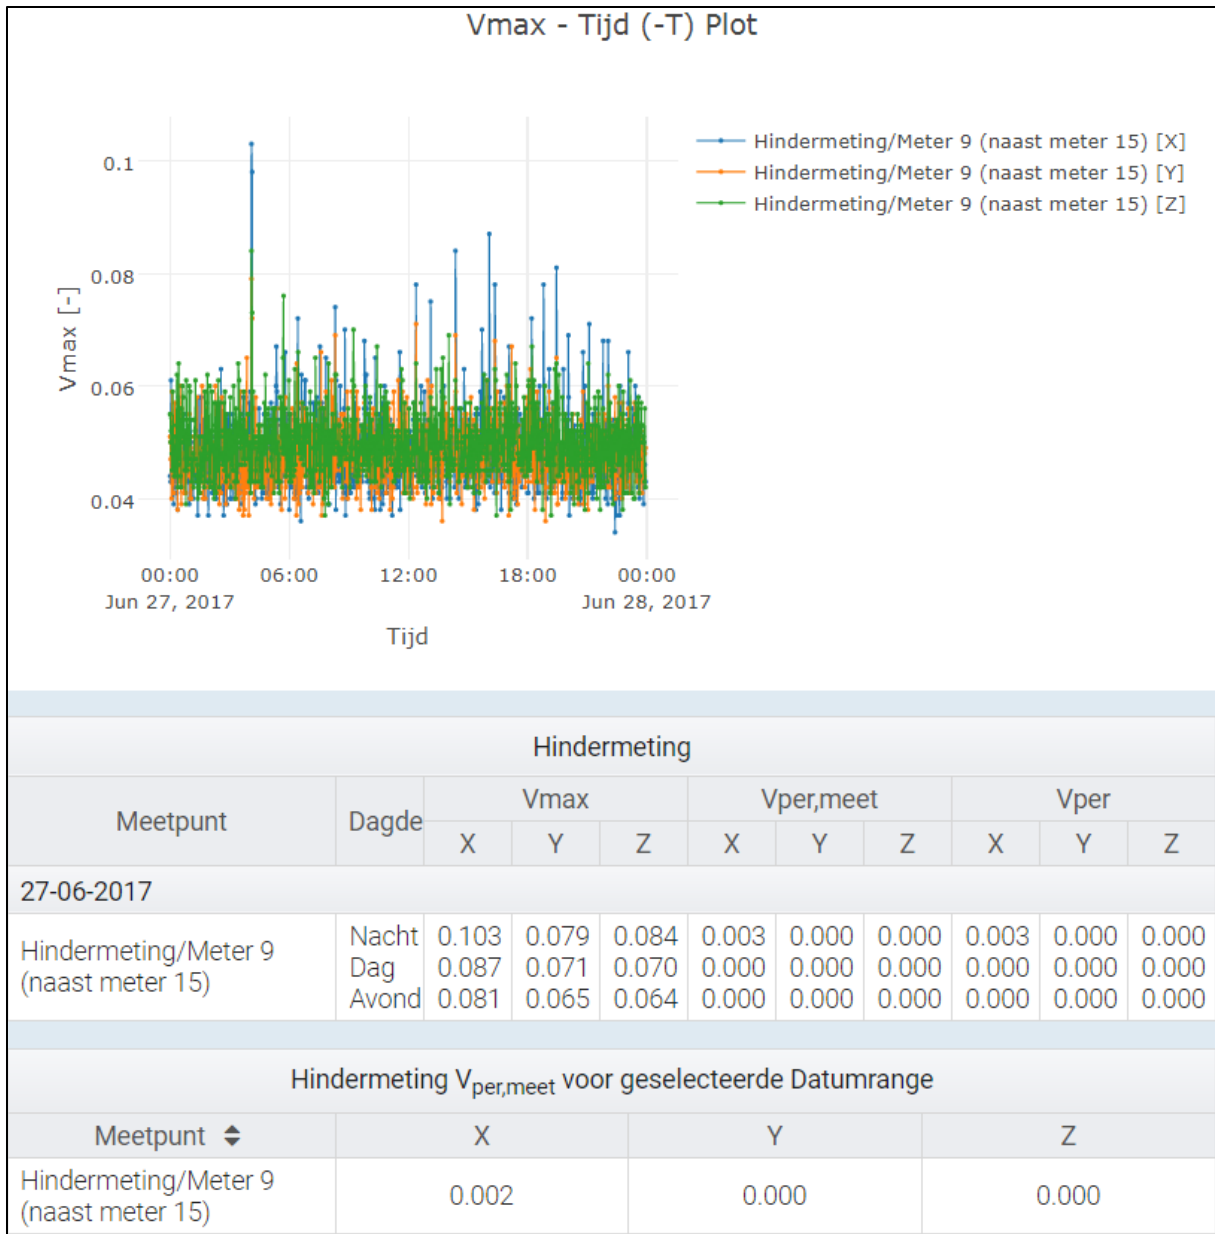 Vmax - Tijd (-T) Plot
Hindermeting/Meter 9 (naast meter 15) [X]
Hindermeting/Meter 9 (naast meter 15) [Y]
Hindermeting/Meter 9 (naast meter 15) [Z]
Vmax [-]
0.1
0.08
0.06
0.04
00:00 06:00 12:00 18:00 00:00
Jun 27, 2017 Jun 28, 2017
Tijd
Hindermeting
Meetpunt Dagde Vmax Vper,meet Vper
X Y Z X Y Z X Y Z
27-06-2017
Hindermeting/Meter 9
(naast meter 15)
Nacht 0.103 0.079 0.084 0.003 0.000 0.000 0.003 0.000 0.000
Dag 0.087 0.071 0.070 0.000 0.000 0.000 0.000 0.000 0.000
Avond 0.081 0.065 0.064 0.000 0.000 0.000 0.000 0.000 0.000
Hindermeting Vper,meet voor geselecteerde Datumrange
Meetpunt X Y Z
Hindermeting/Meter 9
(naast meter 15)
0.002 0.000 0.000